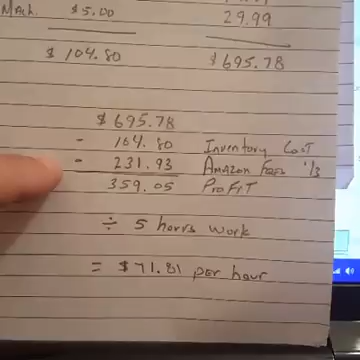 Mach. $5.00 29.99
$104.80 $695.78
$695.78
- 104.80 Inventory Cost
- 231.93 Amazon Fees 1/3
359.05 Profit
÷ 5 hours work
= $71.81 per hour